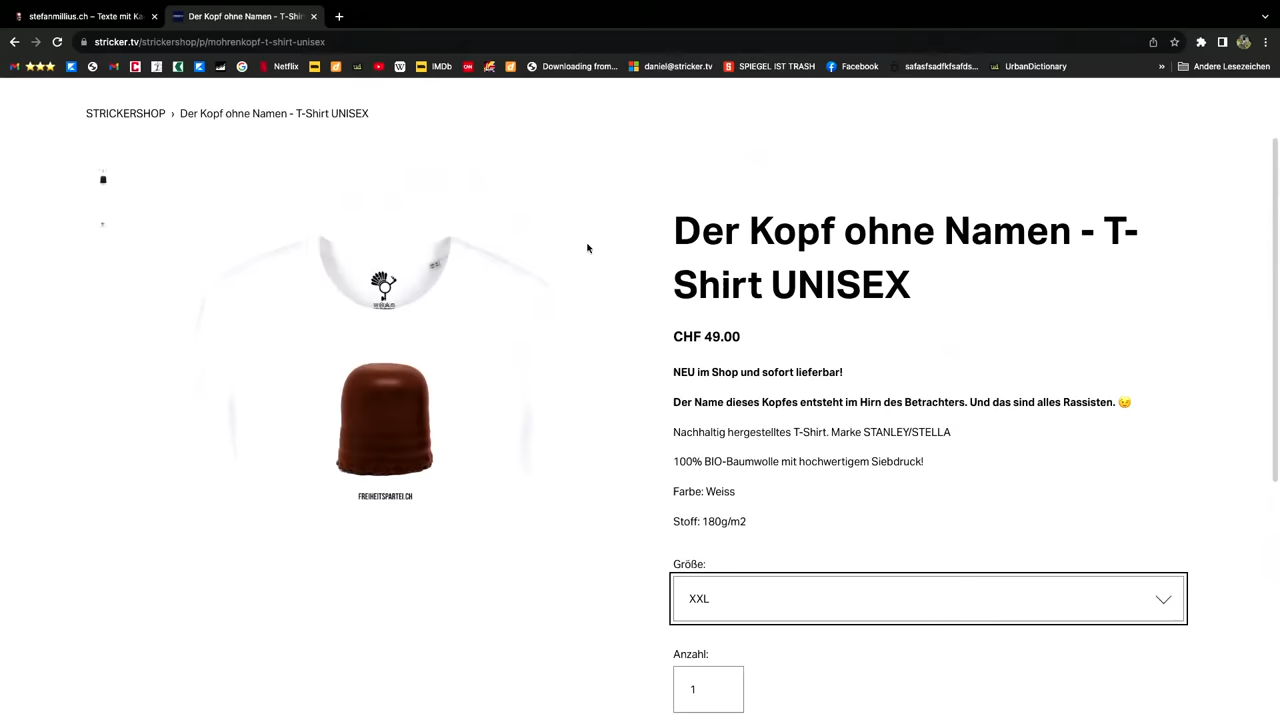 stefanmillius.ch – Texte mit Ka
Der Kopf ohne Namen - T-Shir
stricker.tv/strickershop/p/mohrenkopf-t-shirt-unisex
Netflix
IMDb
Downloading from...
daniel@stricker.tv
SPIEGEL IST TRASH
Facebook
safasfsadfkfsafds...
UrbanDictionary
»
Andere Lesezeichen
STRICKERSHOP › Der Kopf ohne Namen - T-Shirt UNISEX
FREIHEITSPARTEI.CH
Der Kopf ohne Namen - T-
Shirt UNISEX
CHF 49.00
NEU im Shop und sofort lieferbar!
Der Name dieses Kopfes entsteht im Hirn des Betrachters. Und das sind alles Rassisten. 😉
Nachhaltig hergestelltes T-Shirt. Marke STANLEY/STELLA
100% BIO-Baumwolle mit hochwertigem Siebdruck!
Farbe: Weiss
Stoff: 180g/m2
Größe:
XXL
Anzahl:
1